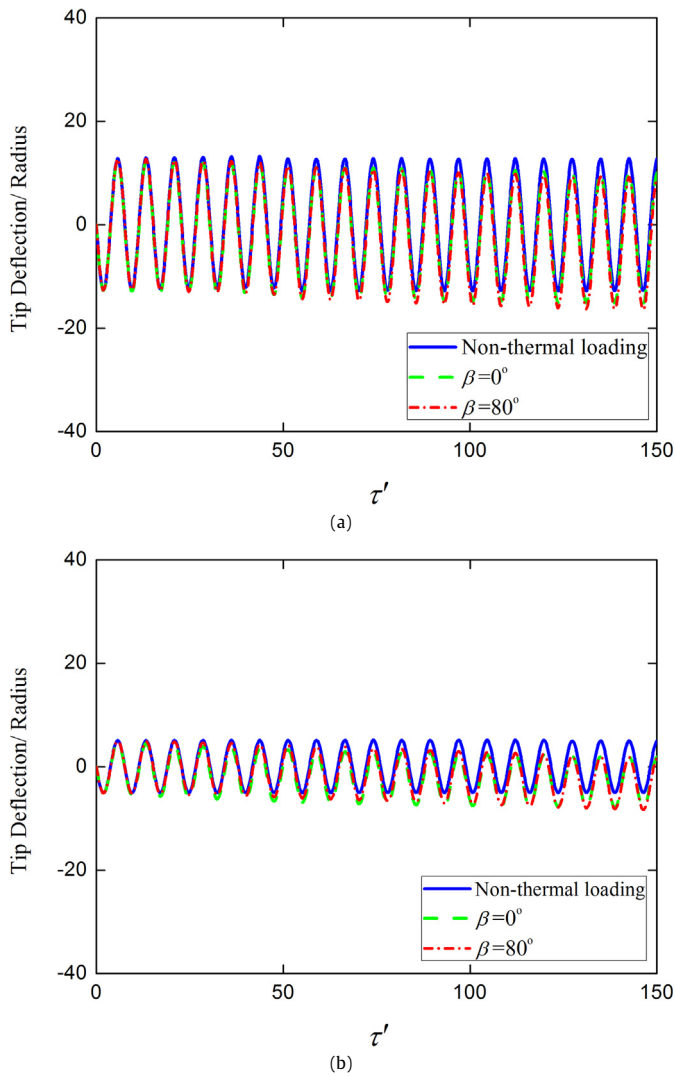 40
20
0
-20
-40
Tip Deflection/ Radius
Non-thermal loading
β=0°
β=80°
0
50
100
150
τ′
(a)
40
20
0
-20
-40
Tip Deflection/ Radius
Non-thermal loading
β=0°
β=80°
0
50
100
150
τ′
(b)